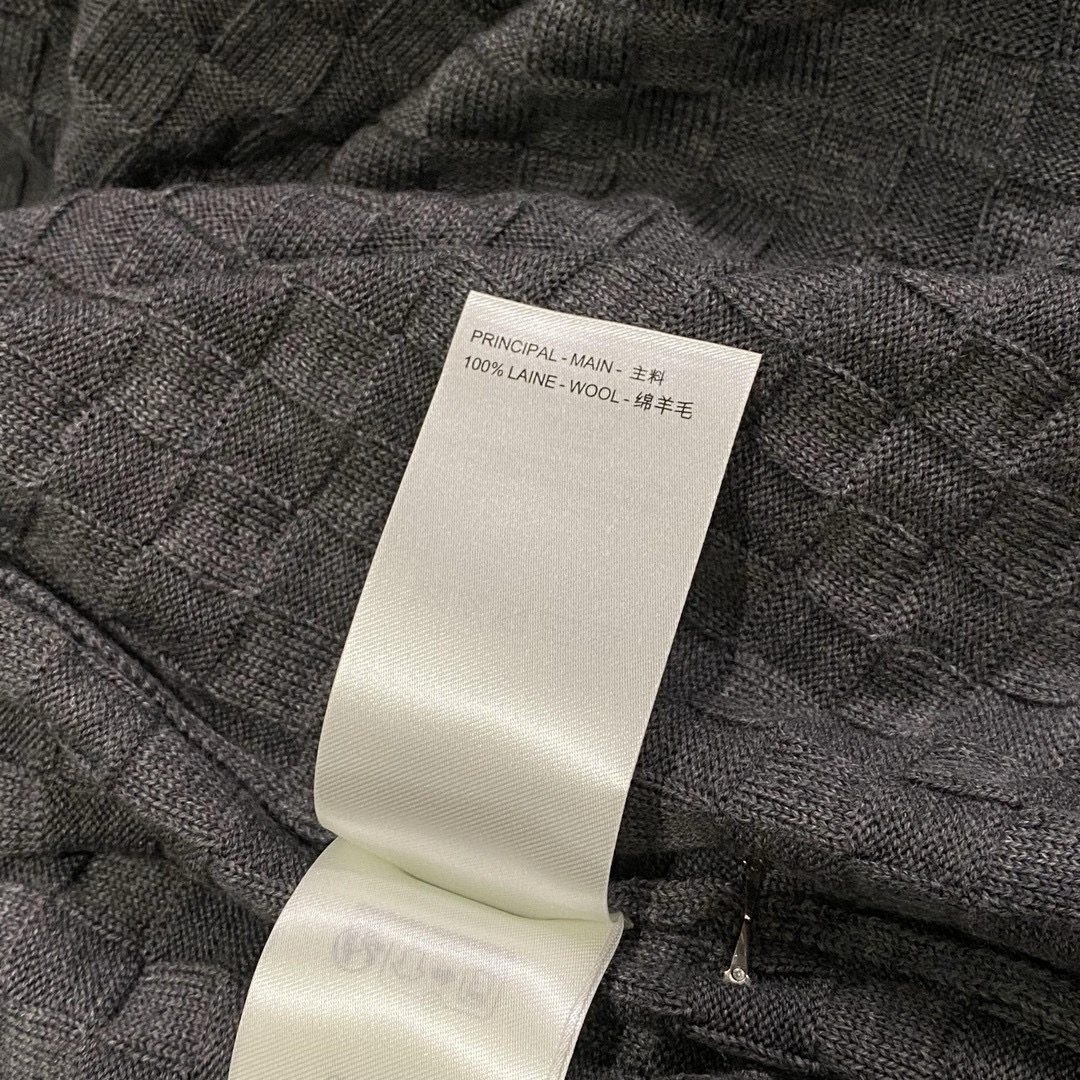 PRINCIPAL - MAIN - 主料
100% LAINE - WOOL - 绵羊毛